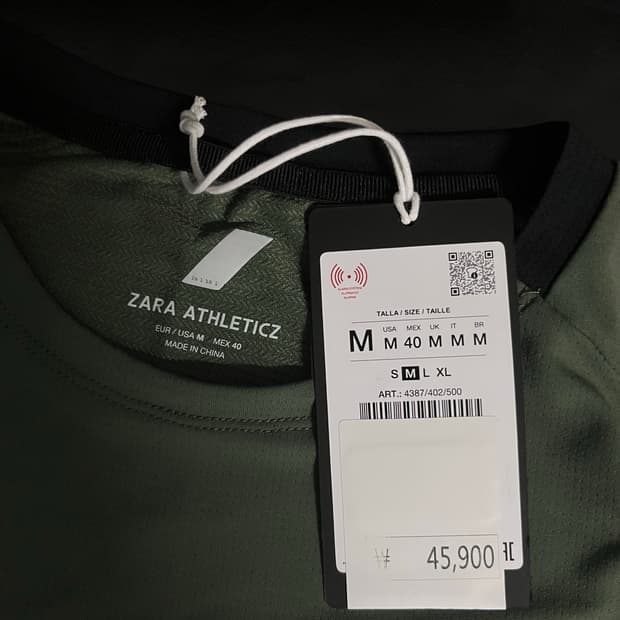 ZARA ATHLETICZ
EUR / USA M / MEX 40
MADE IN CHINA
TALLA / SIZE / TAILLE
USA MEX UK IT BR
M M 40 M M M
S M L XL
ART.: 4387/402/500
₩ 45,900